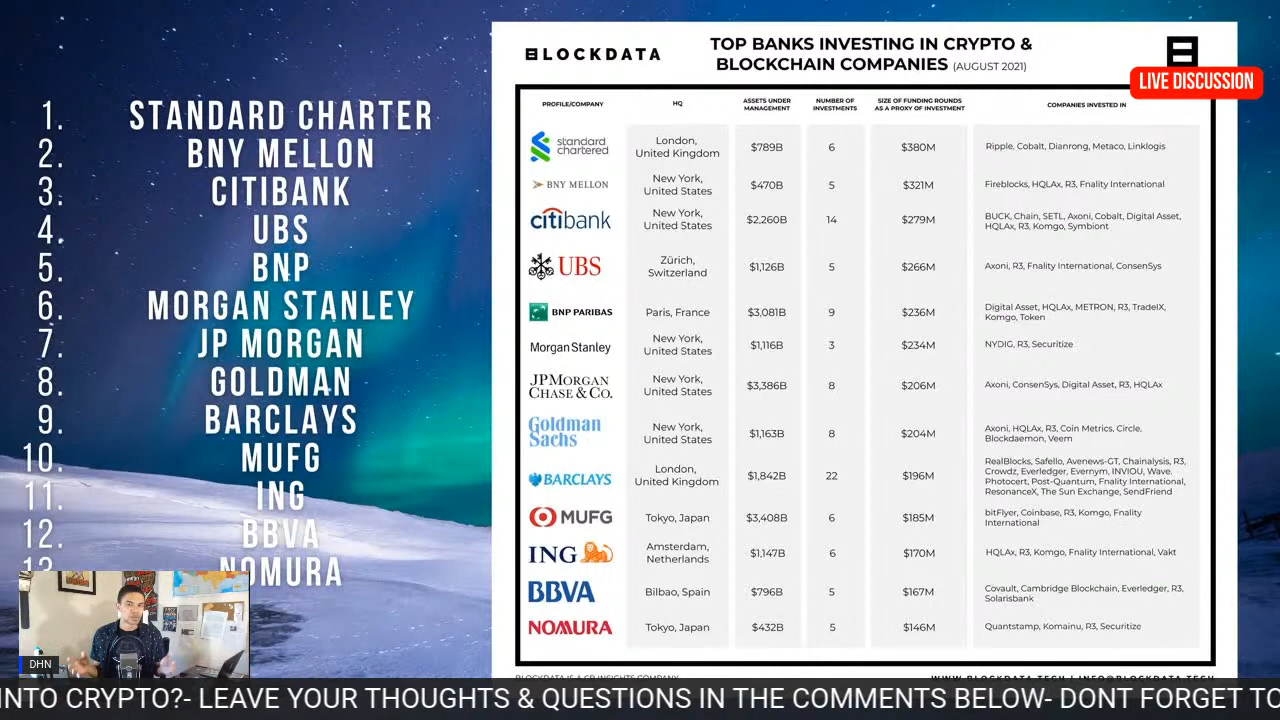 1. STANDARD CHARTER
2. BNY MELLON
3. CITIBANK
4. UBS
5. BNP
6. MORGAN STANLEY
7. JP MORGAN
8. GOLDMAN
9. BARCLAYS
10. MUFG
11. ING
12. BBVA
13. NOMURA
BLOCKDATA
TOP BANKS INVESTING IN CRYPTO &
BLOCKCHAIN COMPANIES (AUGUST 2021)
LIVE DISCUSSION
PROFILE/COMPANY
HQ
ASSETS UNDER
MANAGEMENT
NUMBER OF
INVESTMENTS
SIZE OF FUNDING ROUNDS
AS A PROXY OF INVESTMENT
COMPANIES INVESTED IN
standard
chartered
London,
United Kingdom
$789B
6
$380M
Ripple, Cobalt, Dianrong, Metaco, Linklogis
BNY MELLON
New York,
United States
$470B
5
$321M
Fireblocks, HQLAx, R3, Fnality International
citibank
New York,
United States
$2,260B
14
$279M
BUCK, Chain, SETL, Axoni, Cobalt, Digital Asset,
HQLAx, R3, Komgo, Symbiont
UBS
Zürich,
Switzerland
$1,126B
5
$266M
Axoni, R3, Fnality International, ConsenSys
BNP PARIBAS
Paris, France
$3,081B
9
$236M
Digital Asset, HQLAx, METRON, R3, TradeIX,
Komgo, Token
Morgan Stanley
New York,
United States
$1,116B
3
$234M
NYDIG, R3, Securitize
JPMORGAN
CHASE & CO.
New York,
United States
$3,386B
8
$206M
Axoni, ConsenSys, Digital Asset, R3, HQLAx
Goldman
Sachs
New York,
United States
$1,163B
8
$204M
Axoni, HQLAx, R3, Coin Metrics, Circle,
Blockdaemon, Veem
BARCLAYS
London,
United Kingdom
$1,842B
22
$196M
RealBlocks, Safello, Avenews-GT, Chainalysis, R3,
Crowdz, Everledger, Evernym, INVIOU, Wave.
Photocert, Post-Quantum, Fnality International,
ResonanceX, The Sun Exchange, SendFriend
MUFG
Tokyo, Japan
$3,408B
6
$185M
bitFlyer, Coinbase, R3, Komgo, Fnality
International
ING
Amsterdam,
Netherlands
$1,147B
6
$170M
HQLAx, R3, Komgo, Fnality International, Vakt
BBVA
Bilbao, Spain
$796B
5
$167M
Covault, Cambridge Blockchain, Everledger, R3,
Solarisbank
NOMURA
Tokyo, Japan
$432B
5
$146M
Quantstamp, Komainu, R3, Securitize
BLOCKDATA IS A CB INSIGHTS COMPANY
WWW.BLOCKDATA.TECH | INFO@BLOCKDATA.TECH
DHN
INTO CRYPTO?- LEAVE YOUR THOUGHTS & QUESTIONS IN THE COMMENTS BELOW- DONT FORGET TO